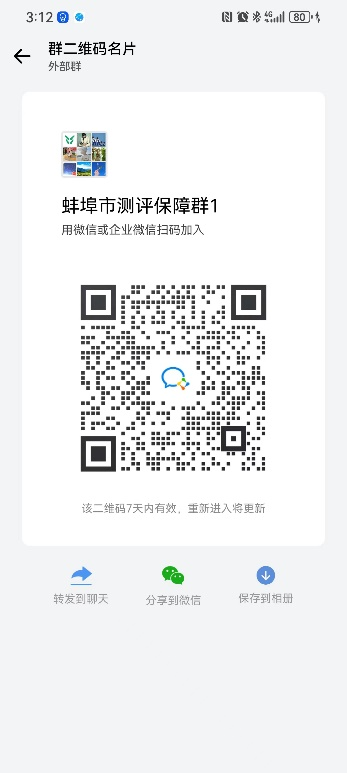 3:12
4G
80
群二维码名片
外部群
蚌埠市测评保障群1
用微信或企业微信扫码加入
该二维码7天内有效，重新进入将更新
转发到聊天
分享到微信
保存到相册